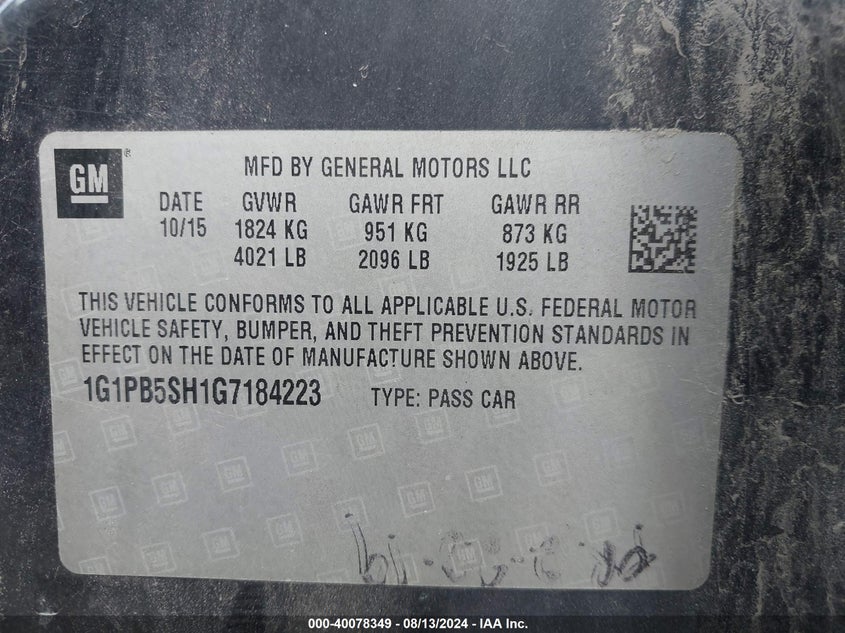 GM
MFD BY GENERAL MOTORS LLC
DATE GVWR GAWR FRT GAWR RR
10/15 1824 KG 951 KG 873 KG
4021 LB 2096 LB 1925 LB
THIS VEHICLE CONFORMS TO ALL APPLICABLE U.S. FEDERAL MOTOR
VEHICLE SAFETY, BUMPER, AND THEFT PREVENTION STANDARDS IN
EFFECT ON THE DATE OF MANUFACTURE SHOWN ABOVE.
1G1PB5SH1G7184223 TYPE: PASS CAR
000-40078349 - 08/13/2024 - IAA Inc.